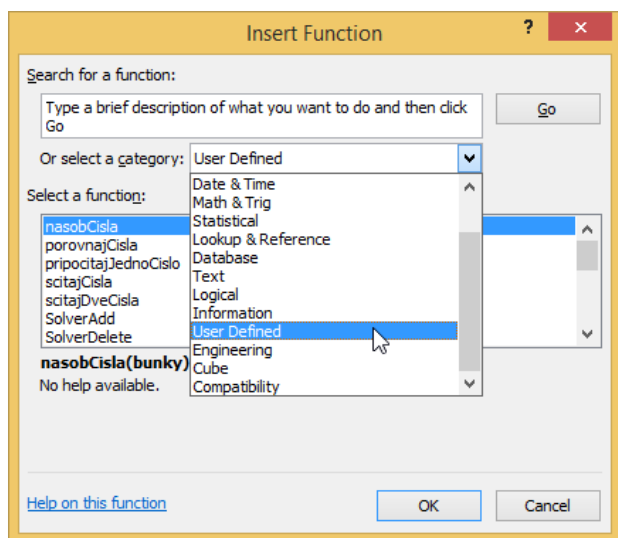 Insert Function
?
×
Search for a function:
Type a brief description of what you want to do and then click
Go
Go
Or select a category:
User Defined
Date & Time
Math & Trig
Statistical
Lookup & Reference
Database
Text
Logical
Information
User Defined
Engineering
Cube
Compatibility
Select a function:
nasobCisla
porovnajCisla
pripocitajJednoCislo
scitajCisla
scitajDveCisla
SolverAdd
SolverDelete
nasobCisla(bunky)
No help available.
Help on this function
OK
Cancel